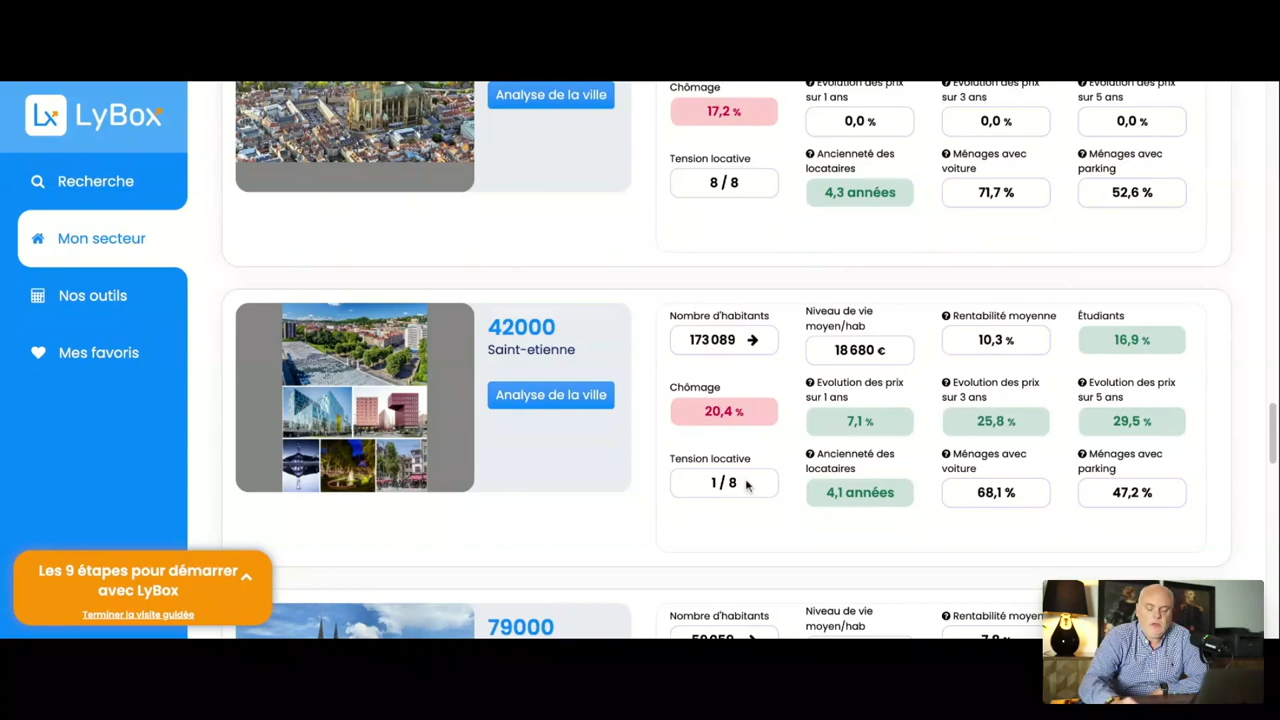 LyBox
Recherche
Mon secteur
Nos outils
Mes favoris
Les 9 étapes pour démarrer
avec LyBox
Terminer la visite guidée
Analyse de la ville
Chômage
17,2 %
Evolution des prix
sur 1 ans
0,0 %
Evolution des prix
sur 3 ans
0,0 %
Evolution des prix
sur 5 ans
0,0 %
Tension locative
8 / 8
Ancienneté des
locataires
4,3 années
Ménages avec
voiture
71,7 %
Ménages avec
parking
52,6 %
42000
Saint-etienne
Analyse de la ville
Nombre d'habitants
173 089
Niveau de vie
moyen/hab
18 680 €
Rentabilité moyenne
10,3 %
Étudiants
16,9 %
Chômage
20,4 %
Evolution des prix
sur 1 ans
7,1 %
Evolution des prix
sur 3 ans
25,8 %
Evolution des prix
sur 5 ans
29,5 %
Tension locative
1 / 8
Ancienneté des
locataires
4,1 années
Ménages avec
voiture
68,1 %
Ménages avec
parking
47,2 %
79000
Nombre d'habitants
Niveau de vie
moyen/hab
Rentabilité moyen